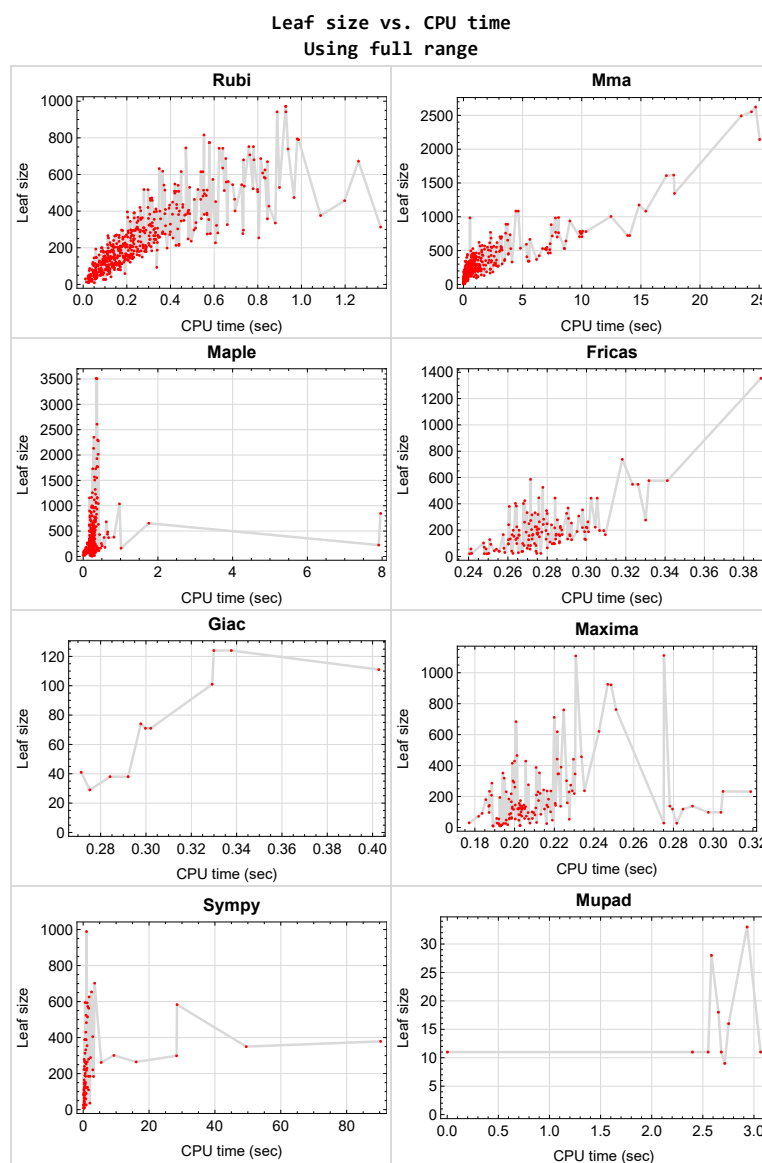 Leaf size vs. CPU time
Using full range
Rubi
Leaf size
1000
800
600
400
200
0
0.0 0.2 0.4 0.6 0.8 1.0 1.2
CPU time (sec)
Mma
Leaf size
2500
2000
1500
1000
500
0
0 5 10 15 20 25
CPU time (sec)
Maple
Leaf size
3500
3000
2500
2000
1500
1000
500
0
0 2 4 6 8
CPU time (sec)
Fricas
Leaf size
1400
1200
1000
800
600
400
200
0
0.24 0.26 0.28 0.30 0.32 0.34 0.36 0.38
CPU time (sec)
Giac
Leaf size
120
100
80
60
40
20
0
0.28 0.30 0.32 0.34 0.36 0.38 0.40
CPU time (sec)
Maxima
Leaf size
1000
800
600
400
200
0
0.18 0.20 0.22 0.24 0.26 0.28 0.30 0.32
CPU time (sec)
Sympy
Leaf size
1000
800
600
400
200
0
0 20 40 60 80
CPU time (sec)
Mupad
Leaf size
30
25
20
15
10
5
0
0.0 0.5 1.0 1.5 2.0 2.5 3.0
CPU time (sec)